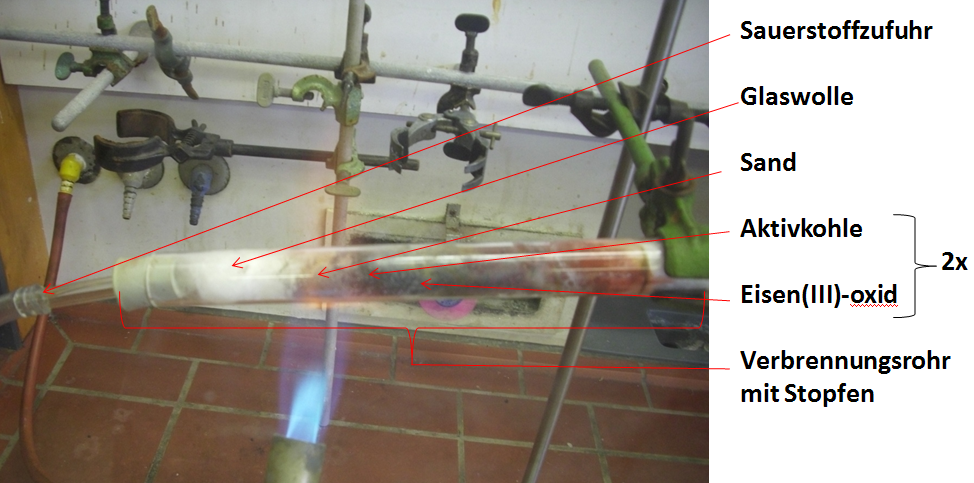 Sauerstoffzufuhr
Glaswolle
Sand
Aktivkohle
Eisen(III)-oxid
2x
Verbrennungsrohr
mit Stopfen